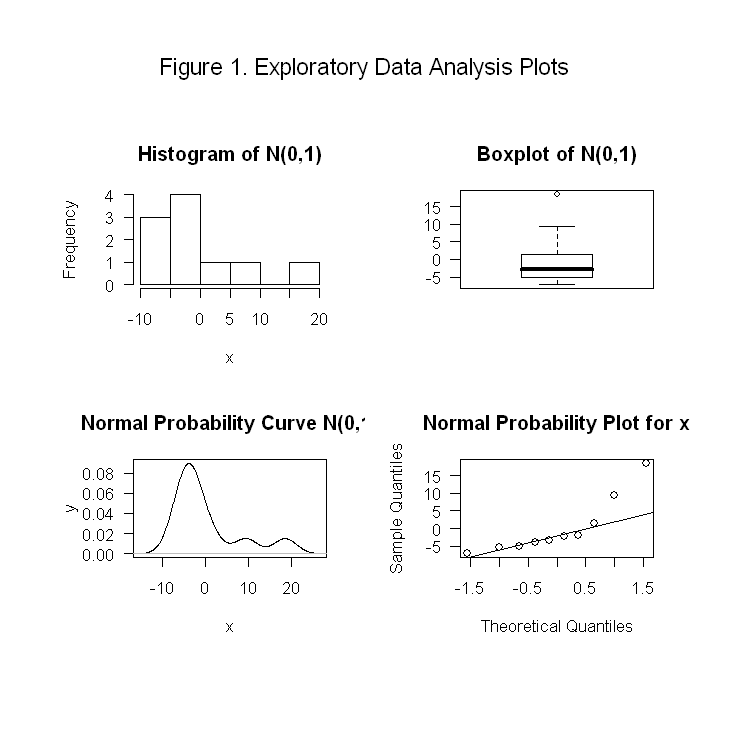 Figure 1. Exploratory Data Analysis Plots
Histogram of N(0,1)
Frequency
4
3
2
1
0
-10 0 5 10 20
x
Boxplot of N(0,1)
15
10
5
0
-5
Normal Probability Curve N(0,
y
0.08
0.06
0.04
0.02
0.00
-10 0 10 20
x
Normal Probability Plot for x
Sample Quantiles
15
10
5
0
-5
-1.5 -0.5 0.5 1.5
Theoretical Quantiles